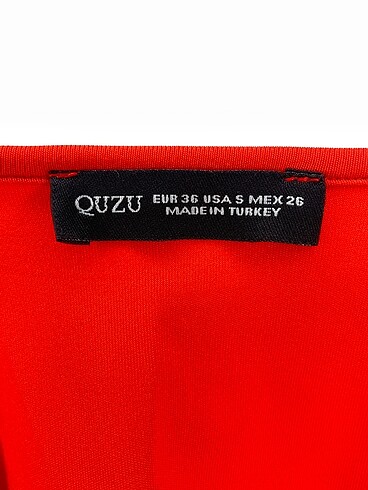 QUZU
EUR 36 USA S MEX 26
MADE IN TURKEY